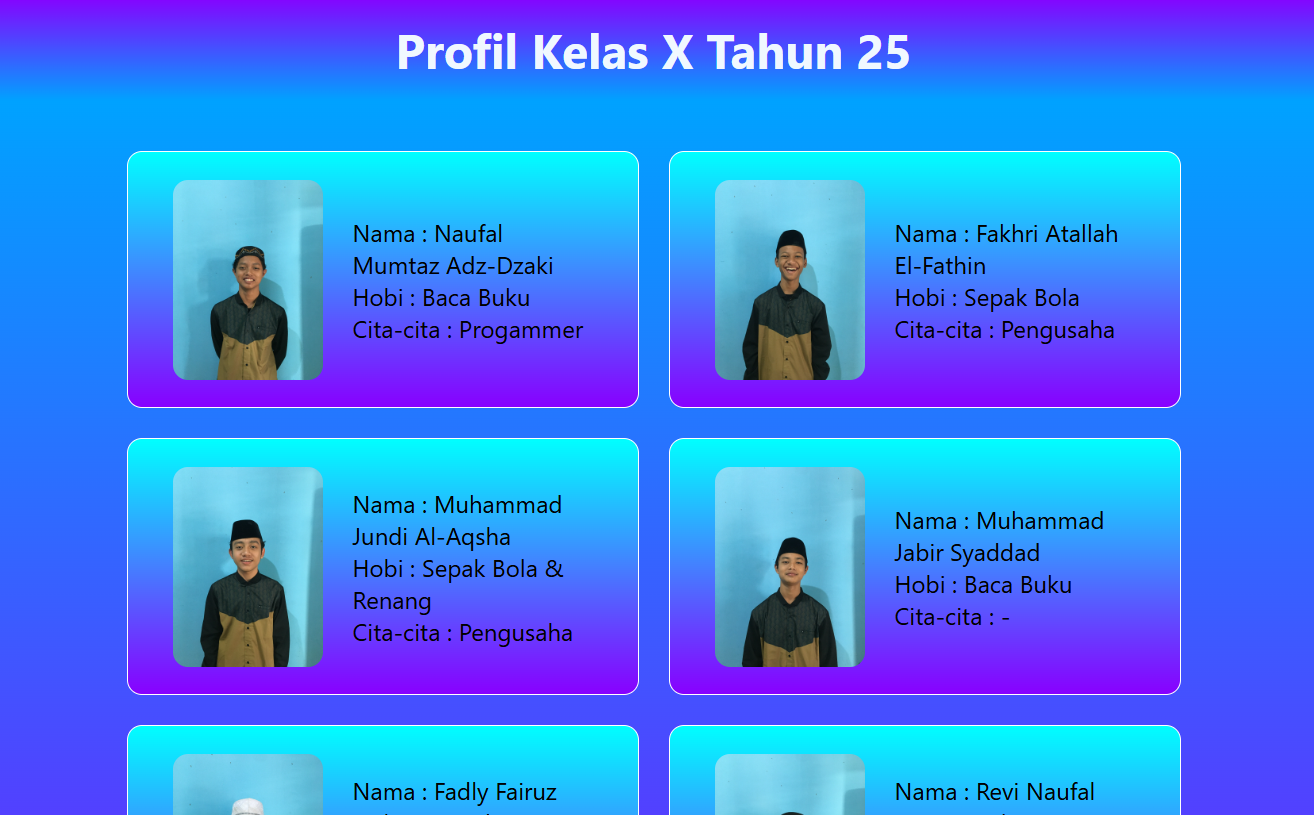 Profil Kelas X Tahun 25
Nama : Naufal
Mumtaz Adz-Dzaki
Hobi : Baca Buku
Cita-cita : Progammer
Nama : Fakhri Atallah
El-Fathin
Hobi : Sepak Bola
Cita-cita : Pengusaha
Nama : Muhammad
Jundi Al-Aqsha
Hobi : Sepak Bola &
Renang
Cita-cita : Pengusaha
Nama : Muhammad
Jabir Syaddad
Hobi : Baca Buku
Cita-cita : -
Nama : Fadly Fairuz
Nama : Revi Naufal